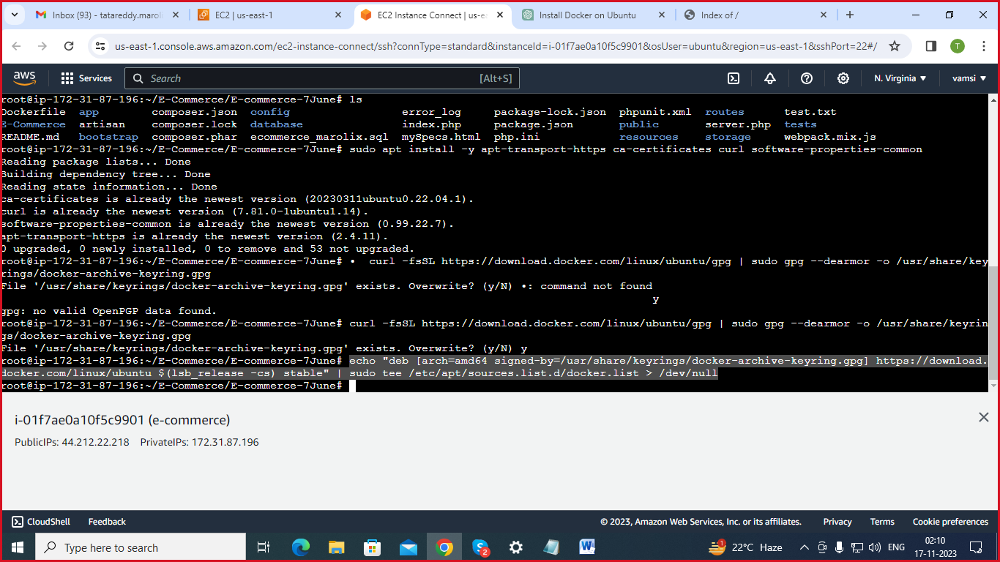 Inbox (93) - tatareddy.maroli
EC2 | us-east-1
EC2 Instance Connect | us-ea
Install Docker on Ubuntu
Index of /
us-east-1.console.aws.amazon.com/ec2-instance-connect/ssh?connType=standard&instanceId=i-01f7ae0a10f5c9901&osUser=ubuntu&region=us-east-1&sshPort=22#/
T
aws
Services
Search
[Alt+S]
N. Virginia
vamsi
root@ip-172-31-87-196:~/E-Commerce/E-commerce-7June# ls
Dockerfile app composer.json config error_log package-lock.json phpunit.xml routes test.txt
E-Commerce artisan composer.lock database index.php package.json public server.php tests
README.md bootstrap composer.phar ecommerce_marolix.sql mySpecs.html php.ini resources storage webpack.mix.js
root@ip-172-31-87-196:~/E-Commerce/E-commerce-7June# sudo apt install -y apt-transport-https ca-certificates curl software-properties-common
Reading package lists... Done
Building dependency tree... Done
Reading state information... Done
ca-certificates is already the newest version (20230311ubuntu0.22.04.1).
curl is already the newest version (7.81.0-1ubuntu1.14).
software-properties-common is already the newest version (0.99.22.7).
apt-transport-https is already the newest version (2.4.11).
0 upgraded, 0 newly installed, 0 to remove and 53 not upgraded.
root@ip-172-31-87-196:~/E-Commerce/E-commerce-7June# •  curl -fsSL https://download.docker.com/linux/ubuntu/gpg | sudo gpg --dearmor -o /usr/share/key
rings/docker-archive-keyring.gpg
File '/usr/share/keyrings/docker-archive-keyring.gpg' exists. Overwrite? (y/N) •: command not found
y
gpg: no valid OpenPGP data found.
root@ip-172-31-87-196:~/E-Commerce/E-commerce-7June# curl -fsSL https://download.docker.com/linux/ubuntu/gpg | sudo gpg --dearmor -o /usr/share/keyrin
gs/docker-archive-keyring.gpg
File '/usr/share/keyrings/docker-archive-keyring.gpg' exists. Overwrite? (y/N) y
root@ip-172-31-87-196:~/E-Commerce/E-commerce-7June# echo "deb [arch=amd64 signed-by=/usr/share/keyrings/docker-archive-keyring.gpg] https://download.
docker.com/linux/ubuntu $(lsb_release -cs) stable" | sudo tee /etc/apt/sources.list.d/docker.list > /dev/null
root@ip-172-31-87-196:~/E-Commerce/E-commerce-7June#
i-01f7ae0a10f5c9901 (e-commerce)
PublicIPs: 44.212.22.218 PrivateIPs: 172.31.87.196
CloudShell
Feedback
© 2023, Amazon Web Services, Inc. or its affiliates.
Privacy
Terms
Cookie preferences
Type here to search
2
1
22°C Haze
ENG
02:10
17-11-2023